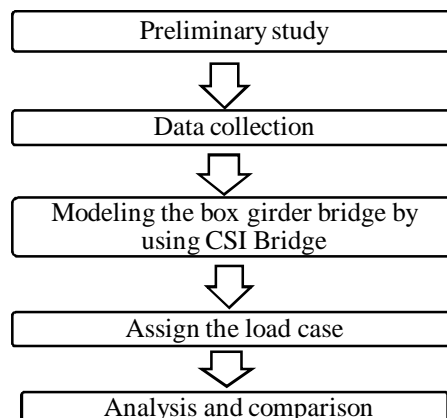 Preliminary study
Data collection
Modeling the box girder bridge by
using CSI Bridge
Assign the load case
Analysis and comparison